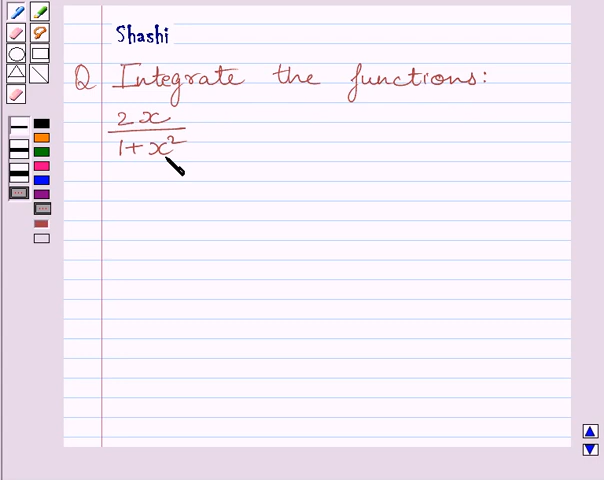 Shashi
Q Integrate the functions:
2x
1+x²